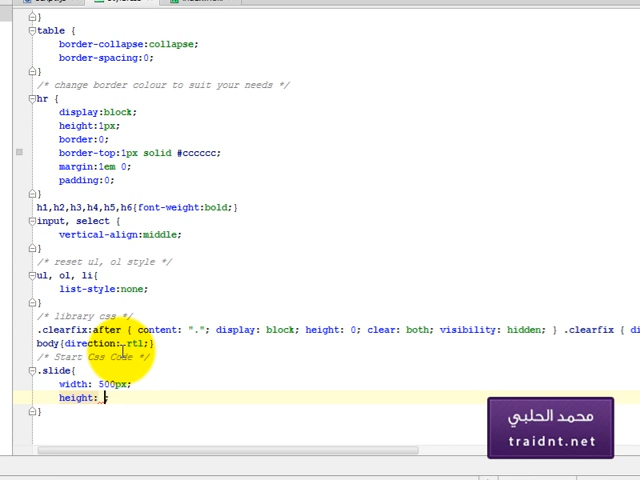 }
table {
border-collapse:collapse;
border-spacing:0;
}
/* change border colour to suit your needs */
hr {
display:block;
height:1px;
border:0;
border-top:1px solid #cccccc;
margin:1em 0;
padding:0;
}
h1,h2,h3,h4,h5,h6{font-weight:bold;}
input, select {
vertical-align:middle;
}
/* reset ul, ol style */
ul, ol, li{
list-style:none;
}
/* library css */
.clearfix:after { content: "."; display: block; height: 0; clear: both; visibility: hidden; } .clearfix { di
body{direction: rtl;}
/* Start Css Code */
.slide{
width: 500px;
height: ;
}
محمد الحلبي
traidnt.net